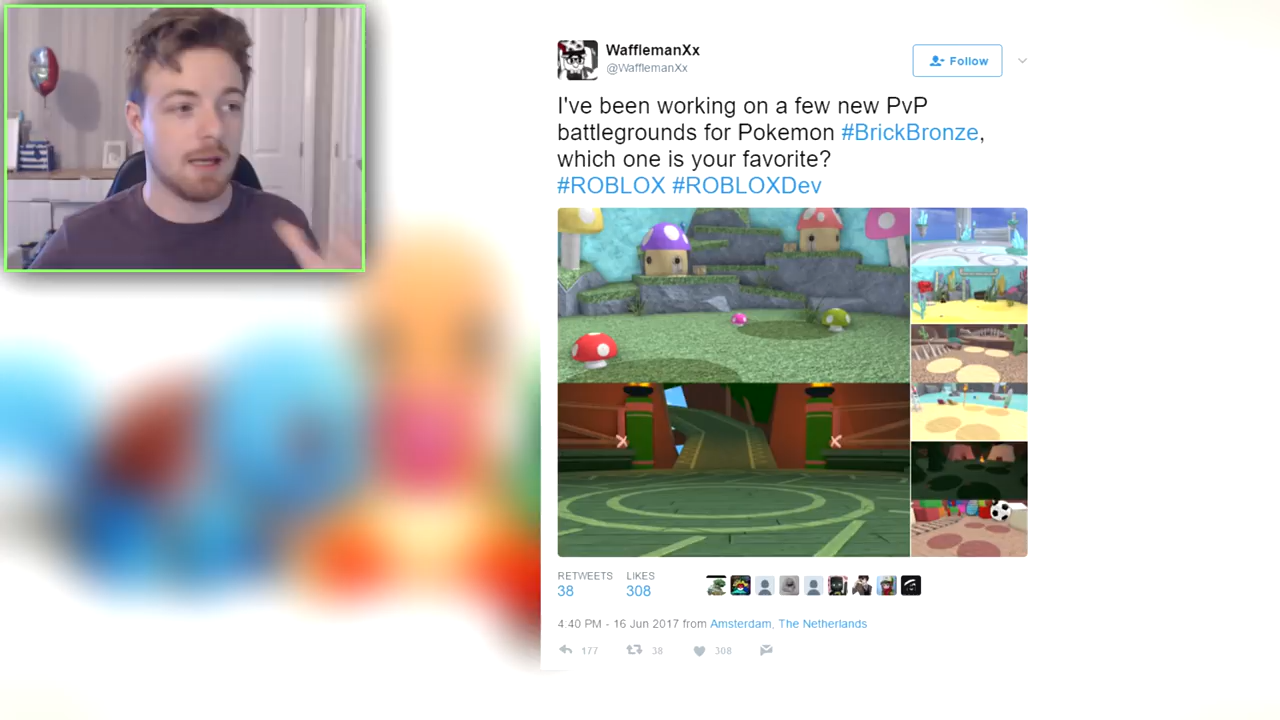 WafflemanXx
@WafflemanXx
Follow
I've been working on a few new PvP
battlegrounds for Pokemon #BrickBronze,
which one is your favorite?
#ROBLOX #ROBLOXDev
RETWEETS
LIKES
38
308
4:40 PM - 16 Jun 2017 from Amsterdam, The Netherlands
177
38
308